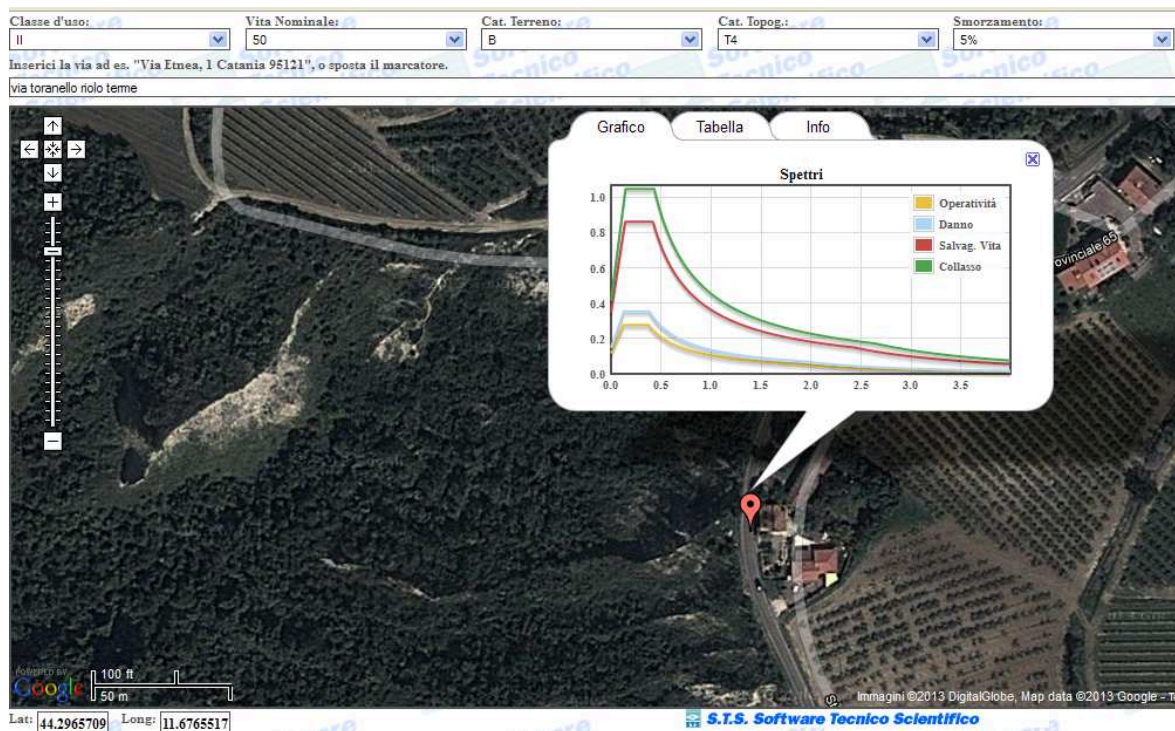 Classe d'uso: Vita Nominale: Cat. Terreno: Cat. Topog.: Smorzamento:
II 50 B T4 5%
Inserici la via ad es. "Via Etnea, 1 Catania 95121", o sposta il marcatore.
via toranello riolo terme
Grafico Tabella Info
Spettri
1.0
0.8
0.6
0.4
0.2
0.0
0.0 0.5 1.0 1.5 2.0 2.5 3.0 3.5
Operatività
Danno
Salvag. Vita
Collasso
ovinciale 65
POWERED BY
Google
100 ft
50 m
Immagini ©2013 DigitalGlobe, Map data ©2013 Google - T
Lat: 44.2965709 Long: 11.6765517
S.T.S. Software Tecnico Scientifico